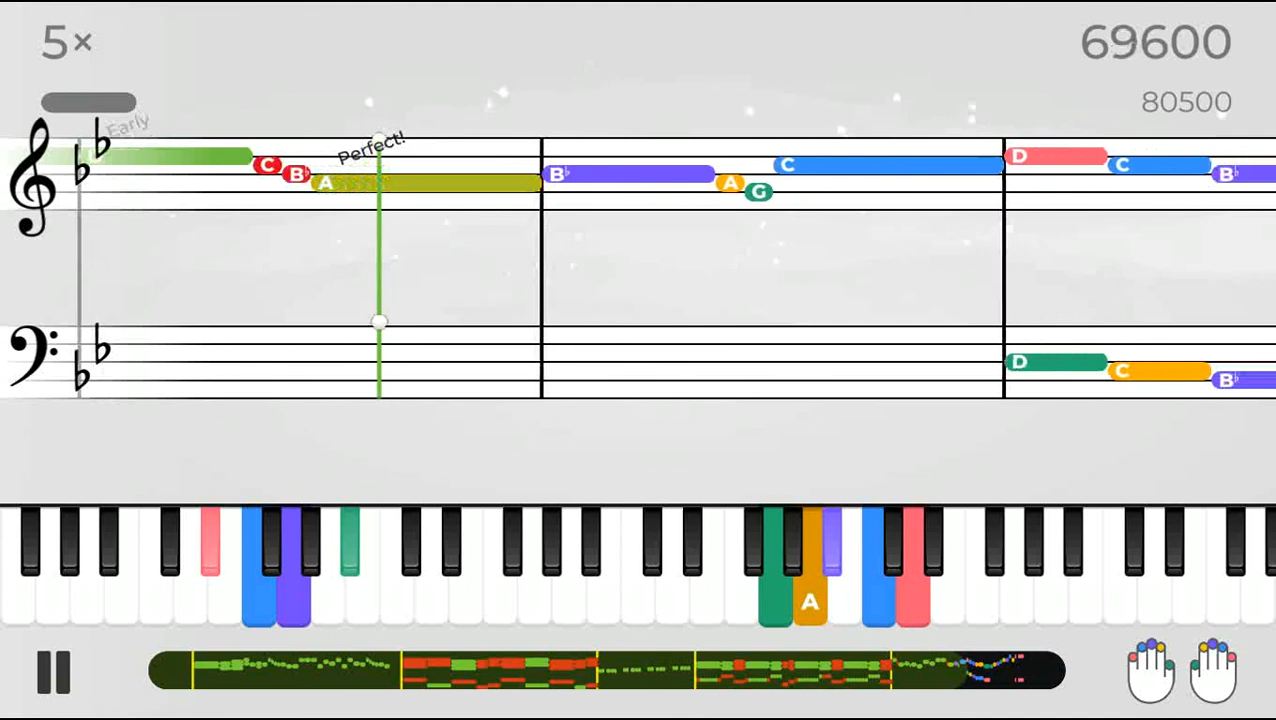 5× 69600
80500
Early
Perfect!
C B♭ A B♭ A G C D C B♭
D C B♭
A